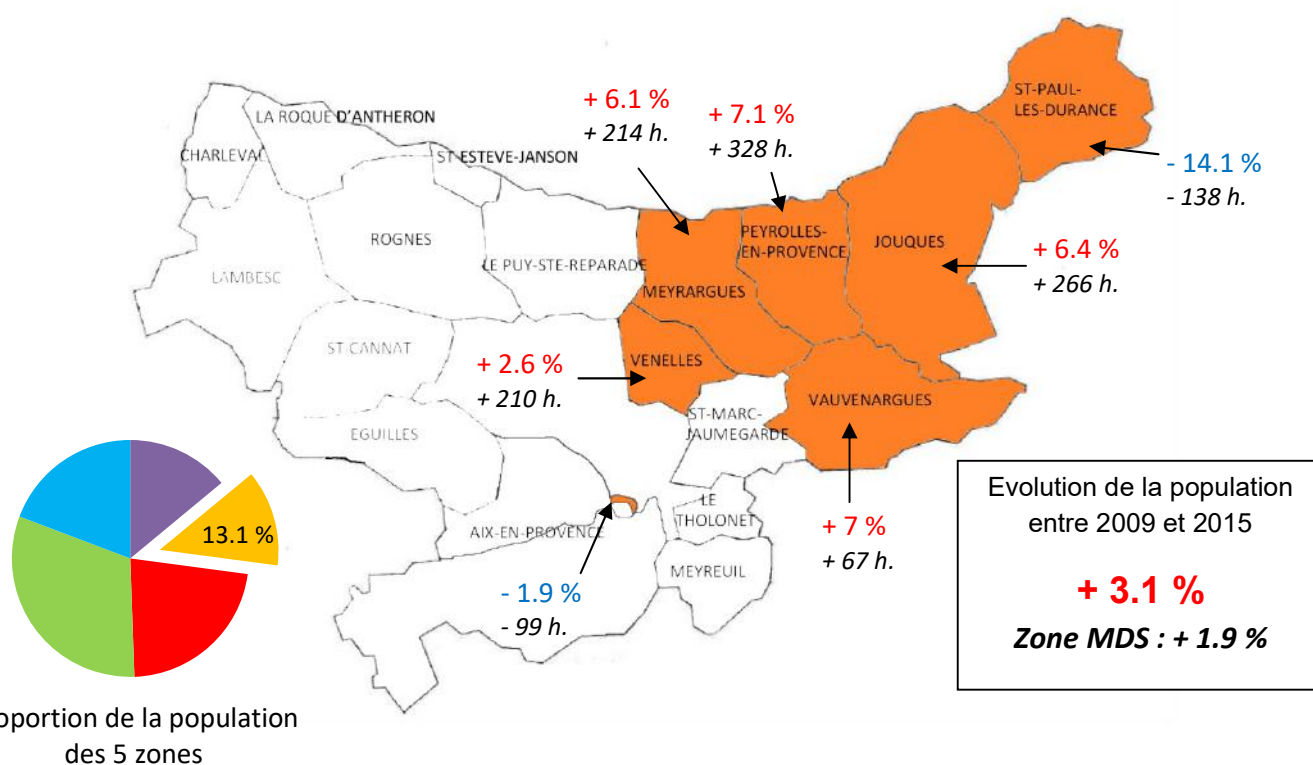 ST-PAUL-
LES-DURANCE
LA ROQUE D'ANTHERON
+ 6.1 %
+ 214 h.
+ 7.1 %
+ 328 h.
CHARLEVAL
ST-ESTEVE-JANSON
- 14.1 %
- 138 h.
ROGNES
PEYROLLES-
EN-PROVENCE
JOUQUES
LAMBESC
LE PUY-STE-REPARADE
+ 6.4 %
+ 266 h.
MEYRARGUES
ST-CANNAT
+ 2.6 %
+ 210 h.
VENELLES
VAUVENARGUES
ST-MARC-
JAUMEGARDE
EGUILLES
LE
THOLONET
AIX-EN-PROVENCE
MEYREUIL
+ 7 %
+ 67 h.
- 1.9 %
- 99 h.
13.1 %
oportion de la population
des 5 zones
Evolution de la population
entre 2009 et 2015
+ 3.1 %
Zone MDS : + 1.9 %